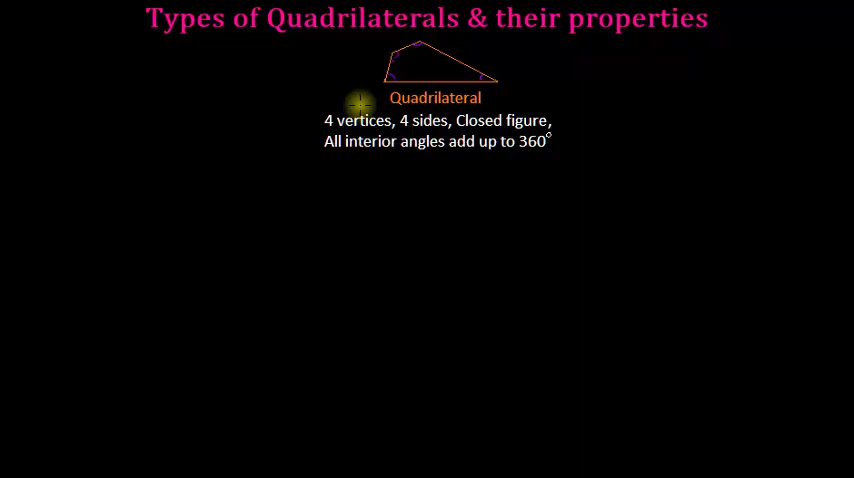 Types of Quadrilaterals & their properties
Quadrilateral
4 vertices, 4 sides, Closed figure,
All interior angles add up to 360°